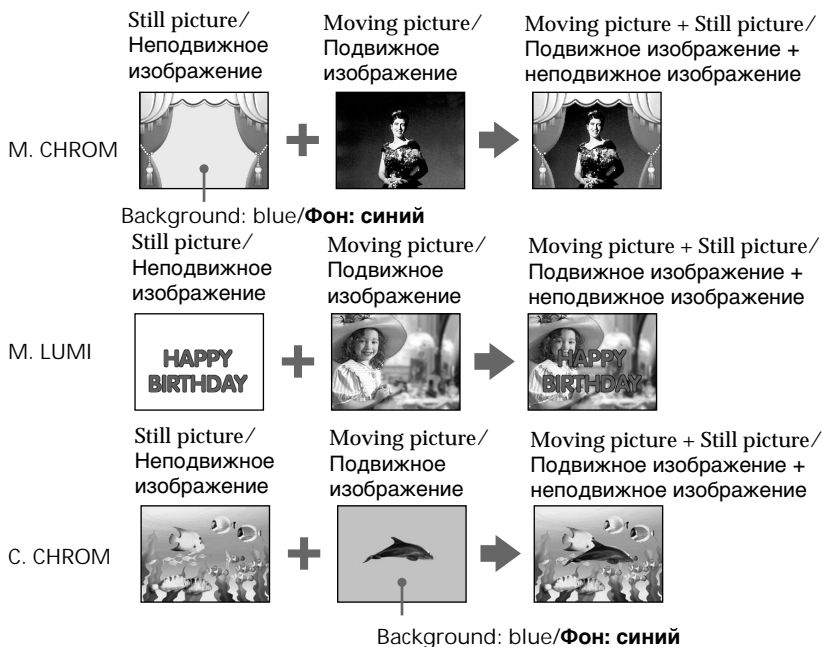 Still picture/
Неподвижное
изображение
Moving picture/
Подвижное
изображение
Moving picture + Still picture/
Подвижное изображение +
неподвижное изображение
M. CHROM
Background: blue/Фон: синий
Still picture/
Неподвижное
изображение
Moving picture/
Подвижное
изображение
Moving picture + Still picture/
Подвижное изображение +
неподвижное изображение
M. LUMI
HAPPY
BIRTHDAY
HAPPY
BIRTHDAY
Still picture/
Неподвижное
изображение
Moving picture/
Подвижное
изображение
Moving picture + Still picture/
Подвижное изображение +
неподвижное изображение
C. CHROM
Background: blue/Фон: синий